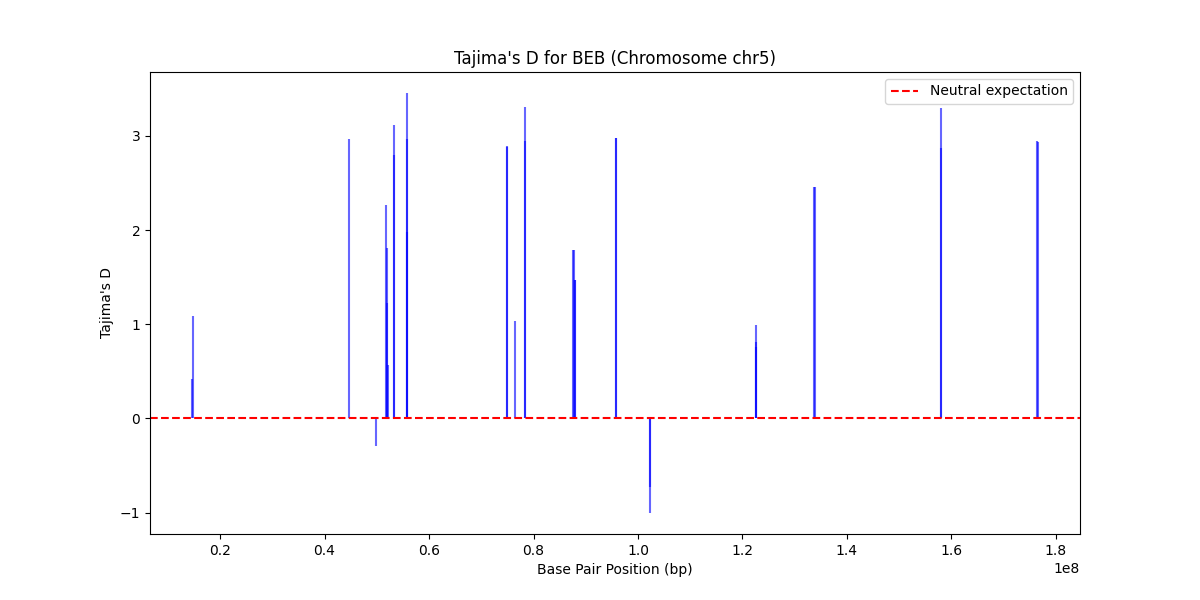 Tajima's D for BEB (Chromosome chr5)
Neutral expectation
Tajima's D
3
2
1
0
−1
0.2 0.4 0.6 0.8 1.0 1.2 1.4 1.6 1.8
1e8
Base Pair Position (bp)